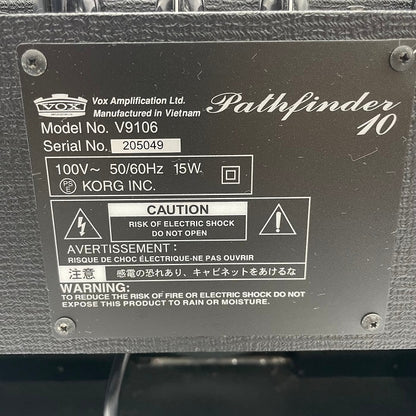 VOX
Vox Amplification Ltd.
Manufactured in Vietnam
Pathfinder
10
Model No. V9106
Serial No. 205049
100V~ 50/60Hz 15W
PS
E
KORG INC.
CAUTION
RISK OF ELECTRIC SHOCK
DO NOT OPEN
AVERTISSEMENT:
RISQUE DE CHOC ÉLECTRIQUE-NE PAS OUVRIR
注意 感電の恐れあり、キャビネットをあけるな
WARNING:
TO REDUCE THE RISK OF FIRE OR ELECTRIC SHOCK DO NOT
EXPOSE THIS PRODUCT TO RAIN OR MOISTURE.